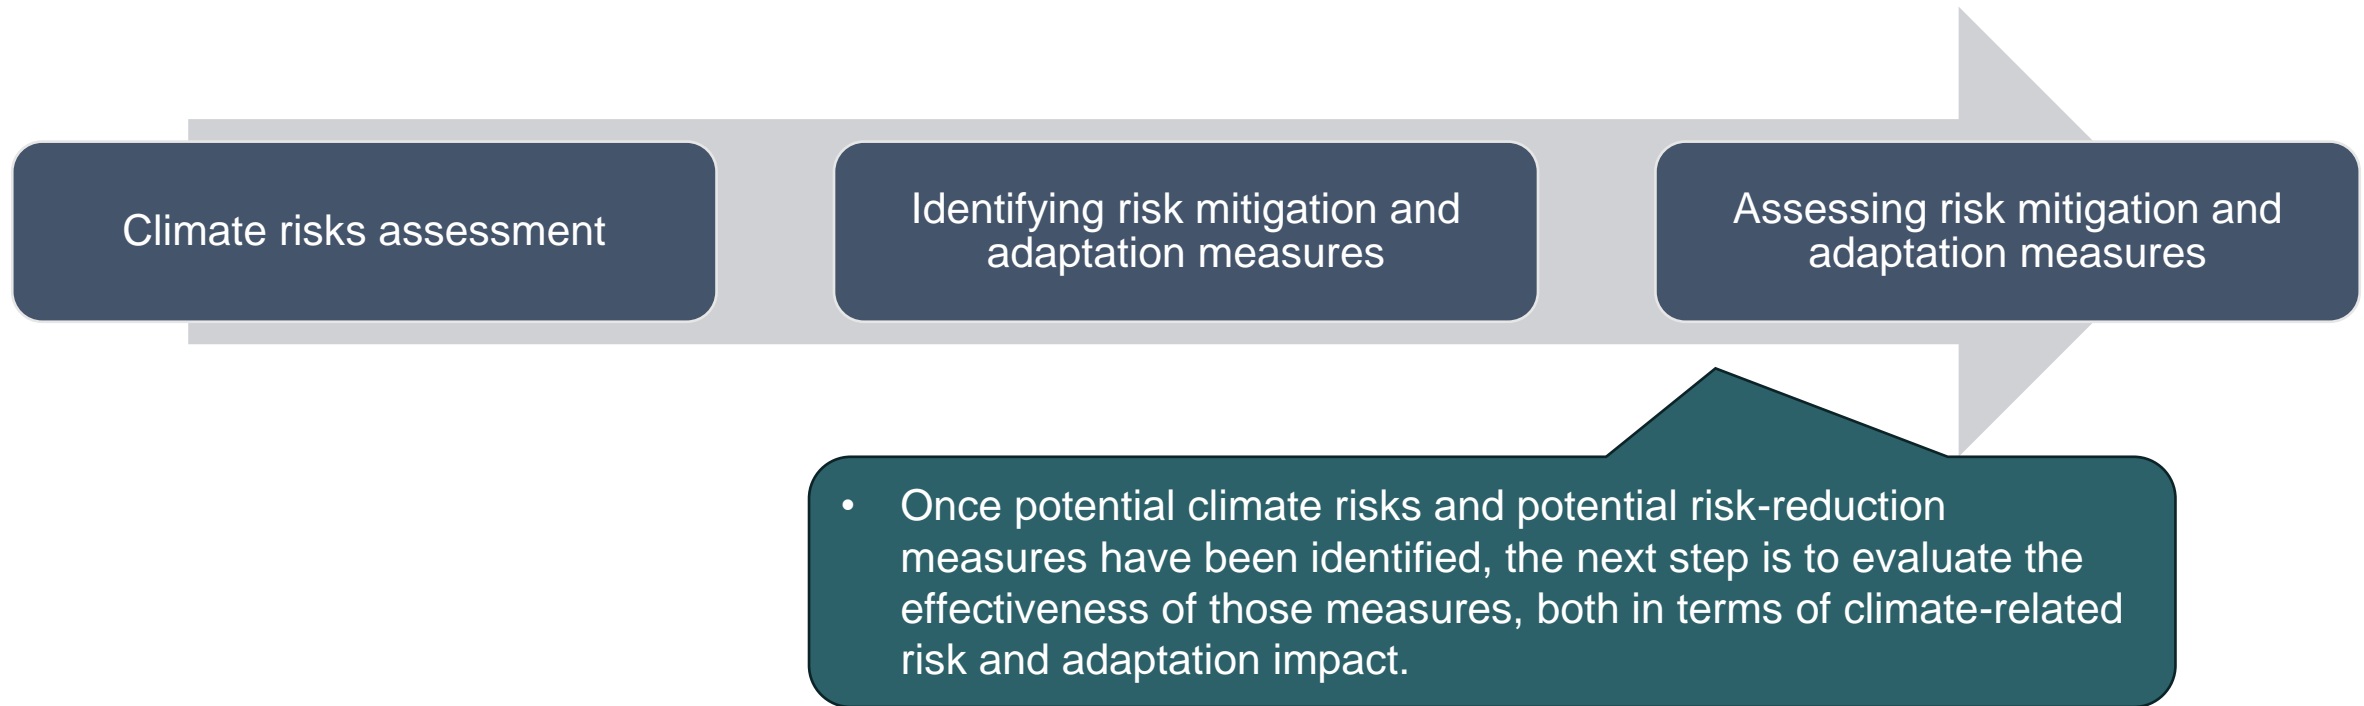 Climate risks assessment
Identifying risk mitigation and
adaptation measures
Assessing risk mitigation and
adaptation measures
• Once potential climate risks and potential risk-reduction
measures have been identified, the next step is to evaluate the
effectiveness of those measures, both in terms of climate-related
risk and adaptation impact.